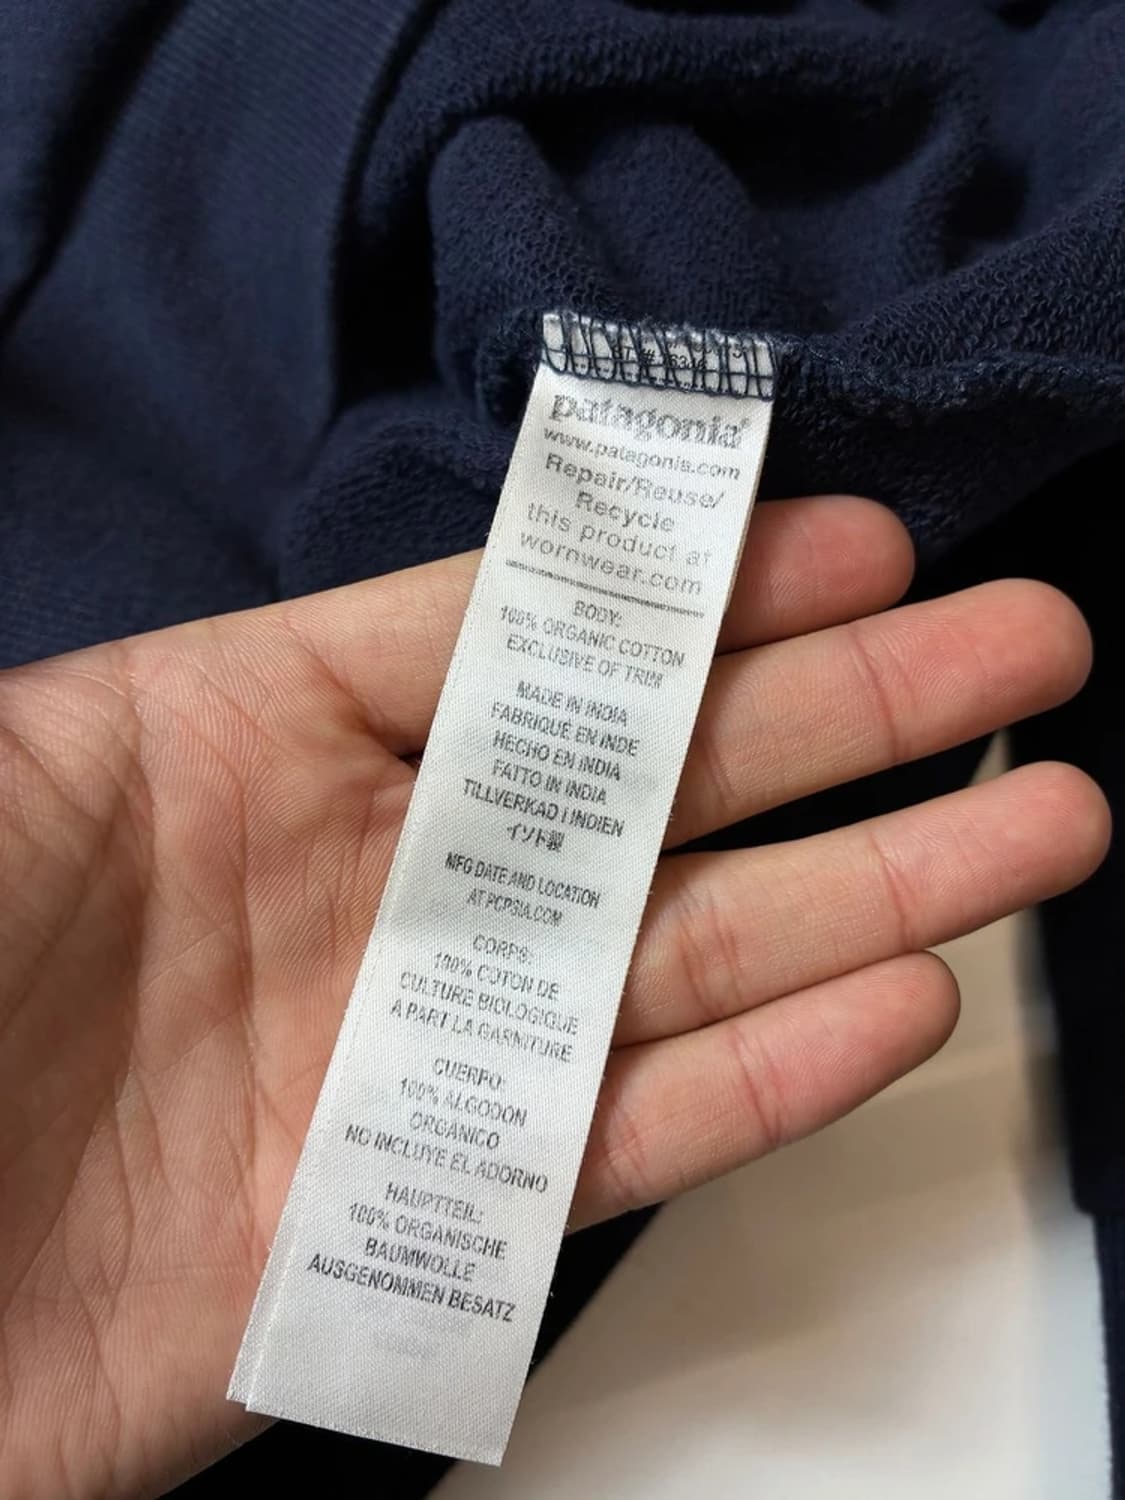 patagonia®
www.patagonia.com
Repair/Reuse/
Recycle
this product at
wornwear.com
BODY:
100% ORGANIC COTTON
EXCLUSIVE OF TRIM
MADE IN INDIA
FABRIQUÉ EN INDE
HECHO EN INDIA
FATTO IN INDIA
TILLVERKAD I INDIEN
インド製
MFG DATE AND LOCATION
AT PCPSIA.COM
CORPS:
100% COTON DE
CULTURE BIOLOGIQUE
A PART LA GARNITURE
CUERPO:
100% ALGODON
ORGANICO
NO INCLUYE EL ADORNO
HAUPTTEIL:
100% ORGANISCHE
BAUMWOLLE
AUSGENOMMEN BESATZ